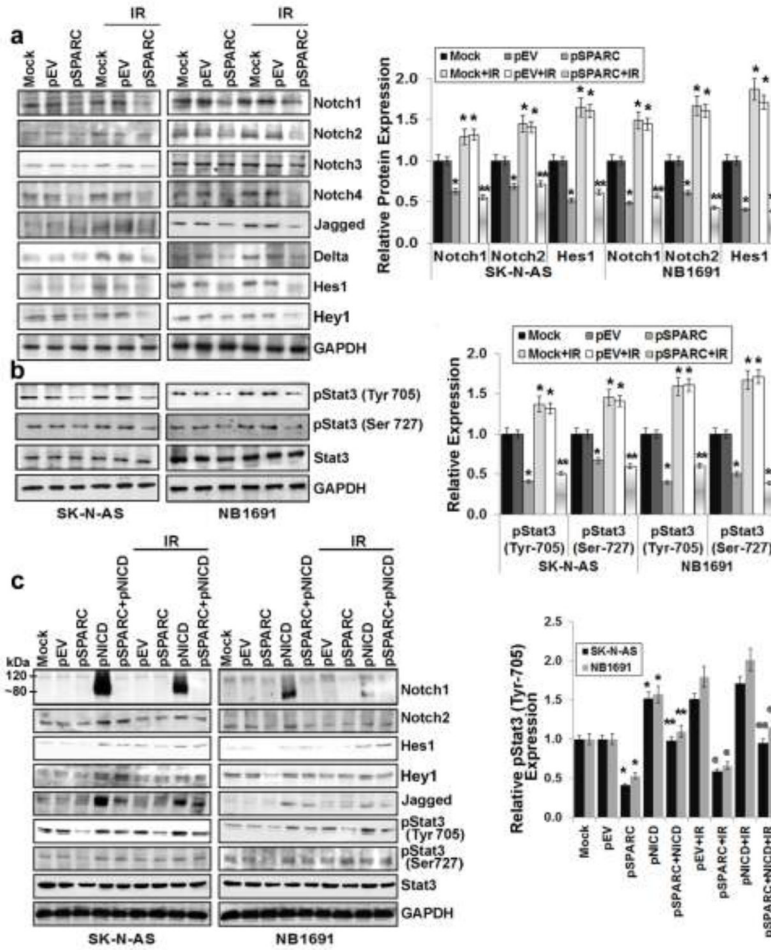 a
IR
IR
Mock pEV pSPARC Mock pEV pSPARC
Mock pEV pSPARC Mock pEV pSPARC
Notch1
Notch2
Notch3
Notch4
Jagged
Delta
Hes1
Hey1
GAPDH
Mock pEV pSPARC
Mock+IR pEV+IR pSPARC+IR
Relative Protein Expression
2.0
1.5
1.0
0.5
0.0
* ** * ** * ** * ** * ** * **
Notch1 Notch2 Hes1 Notch1 Notch2 Hes1
SK-N-AS NB1691
b
pStat3 (Tyr 705)
pStat3 (Ser 727)
Stat3
GAPDH
SK-N-AS NB1691
Mock pEV pSPARC
Mock+IR pEV+IR pSPARC+IR
Relative Expression
2.0
1.5
1.0
0.5
0.0
pStat3 pStat3 pStat3 pStat3
(Tyr-705) (Ser-727) (Tyr-705) (Ser-727)
SK-N-AS NB1691
c
IR
IR
Mock pEV pSPARC pNICD pSPARC+pNICD pEV pSPARC pNICD pSPARC+pNICD
Mock pEV pSPARC pNICD pSPARC+pNICD pEV pSPARC pNICD pSPARC+pNICD
kDa
120
~80
Notch1
Notch2
Hes1
Hey1
Jagged
pStat3
(Tyr 705)
pStat3
(Ser727)
Stat3
GAPDH
SK-N-AS NB1691
Relative pStat3 (Tyr-705)
Expression
2.5
2.0
1.5
1.0
0.5
0.0
SK-N-AS
NB1691
Mock pEV pSPARC pNICD pSPARC+NICD pEV+IR pSPARC+IR pNICD+IR pSPARC+NICD+IR